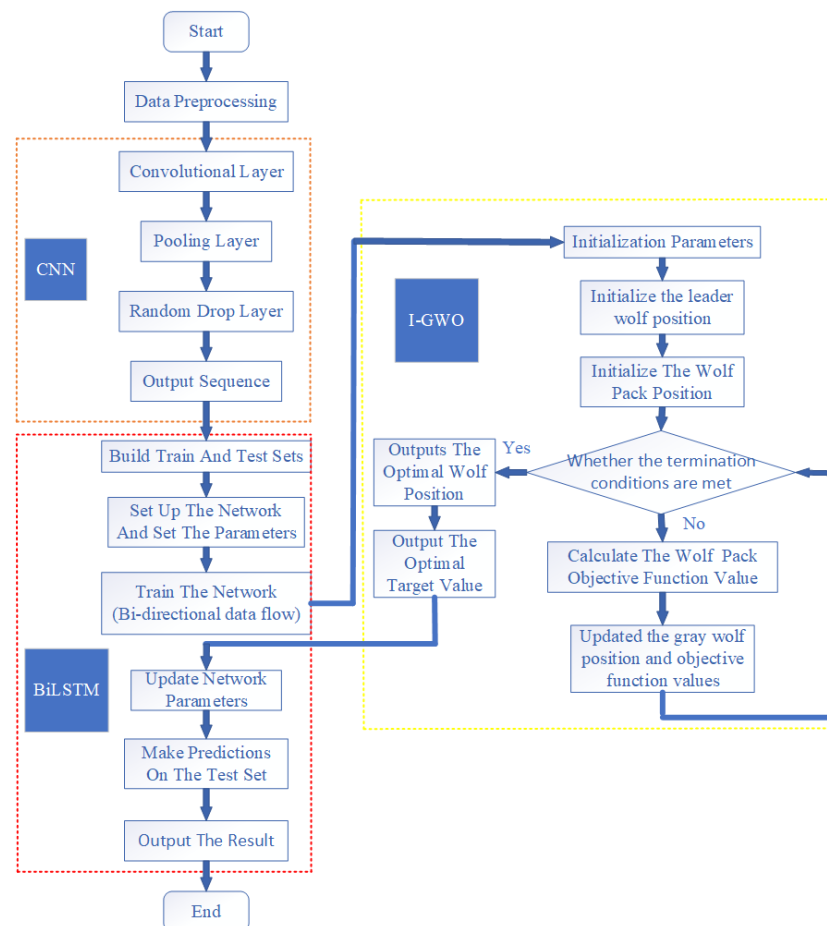 Start
Data Preprocessing
Convolutional Layer
Pooling Layer
CNN
Random Drop Layer
Output Sequence
Build Train And Test Sets
Set Up The Network
And Set The Parameters
Train The Network
(Bi-directional data flow)
BiLSTM
Update Network
Parameters
Make Predictions
On The Test Set
Output The Result
End
Initialization Parameters
I-GWO
Initialize the leader
wolf position
Initialize The Wolf
Pack Position
Whether the termination
conditions are met
Yes
Outputs The
Optimal Wolf
Position
Output The
Optimal
Target Value
No
Calculate The Wolf Pack
Objective Function Value
Updated the gray wolf
position and objective
function values